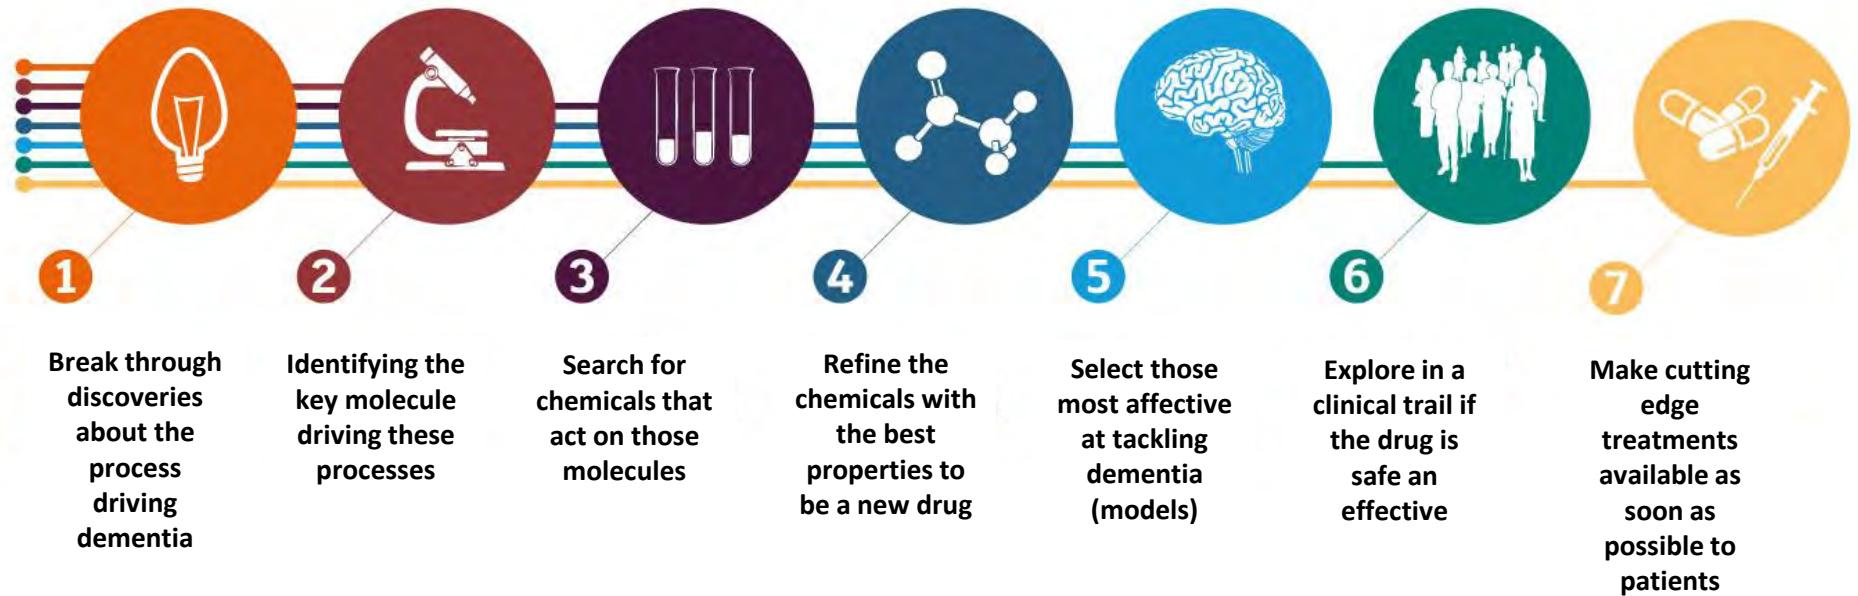 1
Break through
discoveries
about the
process
driving
dementia
2
Identifying the
key molecule
driving these
processes
3
Search for
chemicals that
act on those
molecules
4
Refine the
chemicals with
the best
properties to
be a new drug
5
Select those
most affective
at tackling
dementia
(models)
6
Explore in a
clinical trail if
the drug is
safe an
effective
7
Make cutting
edge
treatments
available as
soon as
possible to
patients